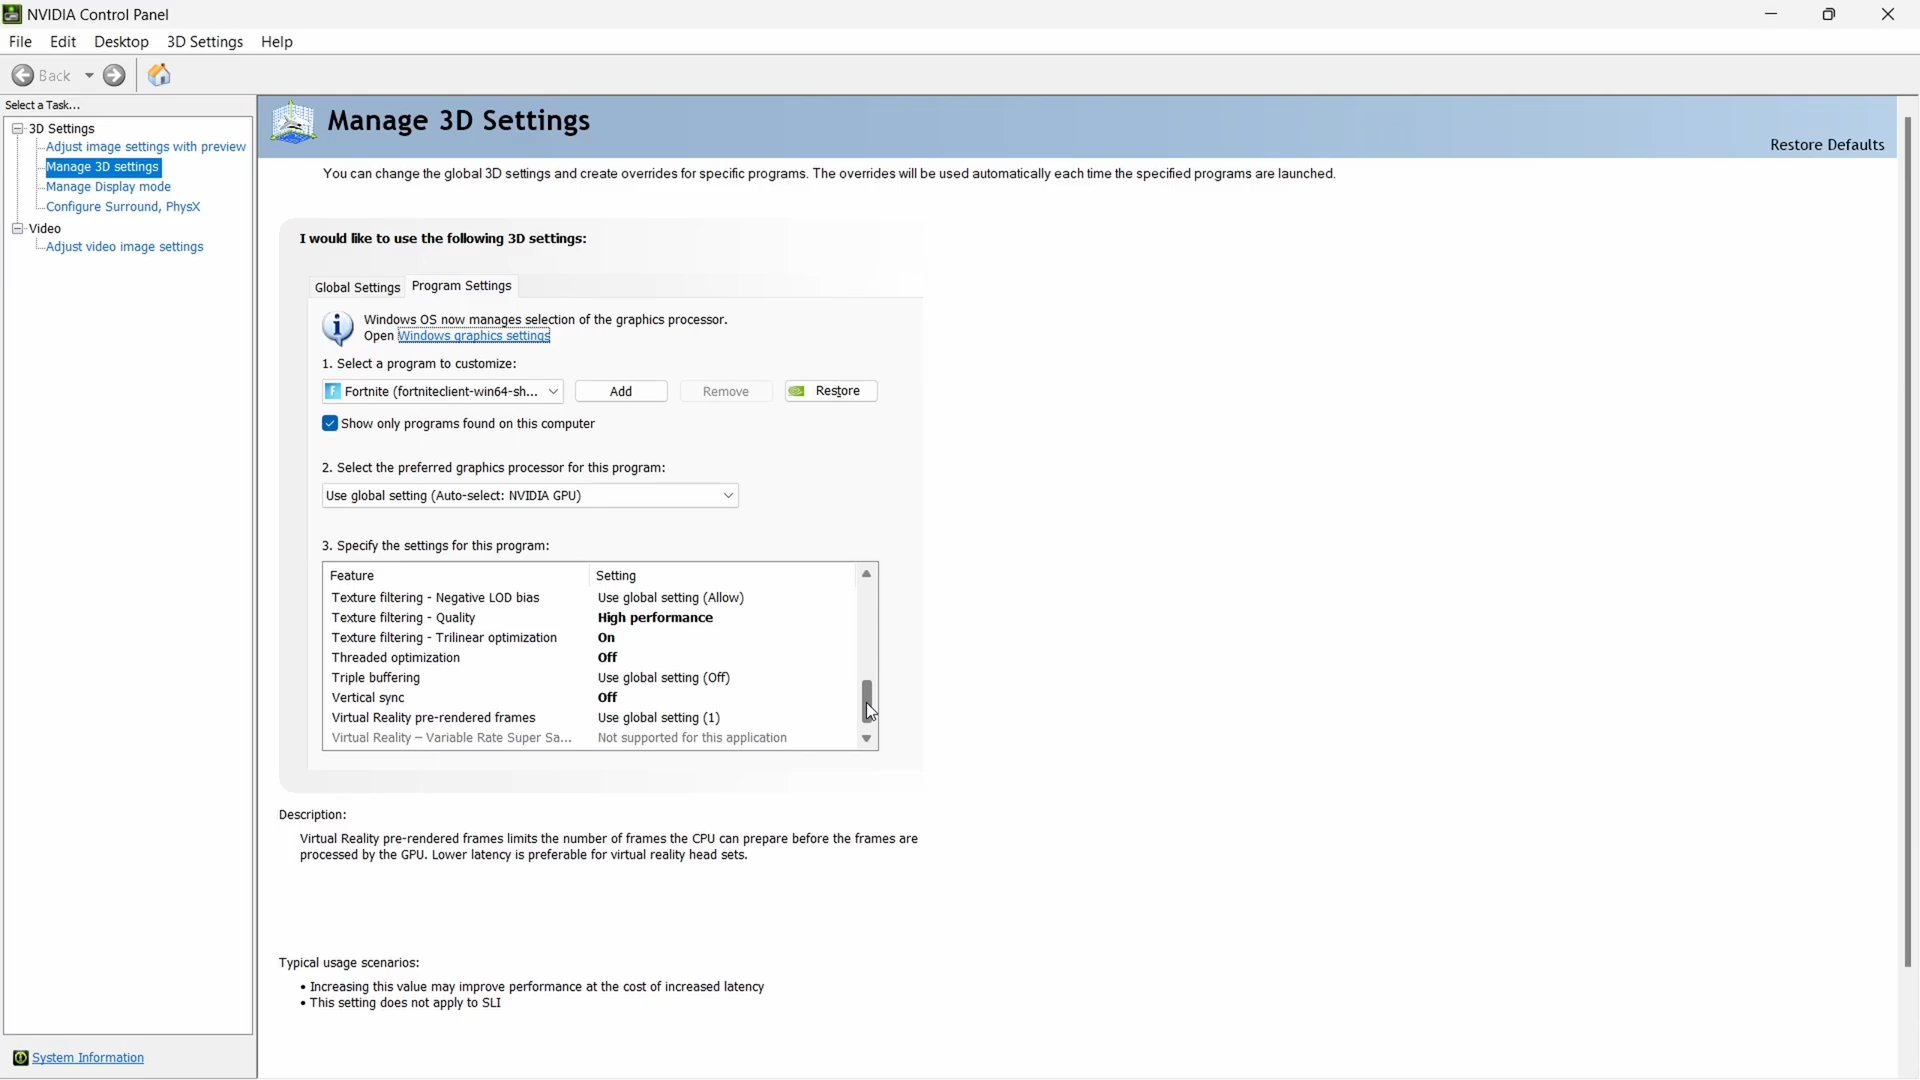 NVIDIA Control Panel
File Edit Desktop 3D Settings Help
Back
Select a Task...
3D Settings
Adjust image settings with preview
Manage 3D settings
Manage Display mode
Configure Surround, PhysX
Video
Adjust video image settings
System Information
Manage 3D Settings
Restore Defaults
You can change the global 3D settings and create overrides for specific programs. The overrides will be used automatically each time the specified programs are launched.
I would like to use the following 3D settings:
Global Settings Program Settings
Windows OS now manages selection of the graphics processor.
Open Windows graphics settings
1. Select a program to customize:
Fortnite (fortniteclient-win64-sh... Add Remove Restore
Show only programs found on this computer
2. Select the preferred graphics processor for this program:
Use global setting (Auto-select: NVIDIA GPU)
3. Specify the settings for this program:
Feature Setting
Texture filtering - Negative LOD bias Use global setting (Allow)
Texture filtering - Quality High performance
Texture filtering - Trilinear optimization On
Threaded optimization Off
Triple buffering Use global setting (Off)
Vertical sync Off
Virtual Reality pre-rendered frames Use global setting (1)
Virtual Reality – Variable Rate Super Sa... Not supported for this application
Description:
Virtual Reality pre-rendered frames limits the number of frames the CPU can prepare before the frames are
processed by the GPU. Lower latency is preferable for virtual reality head sets.
Typical usage scenarios:
• Increasing this value may improve performance at the cost of increased latency
• This setting does not apply to SLI